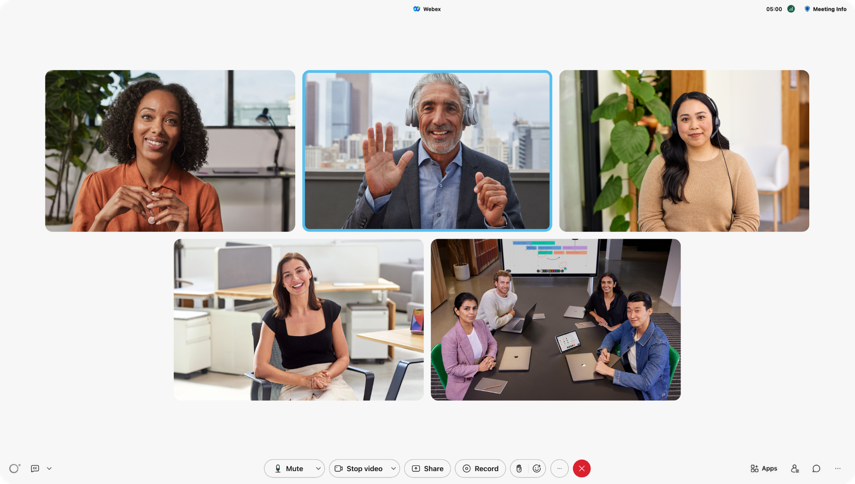 Webex
05:00
Meeting Info
Mute
Stop video
Share
Record
Apps